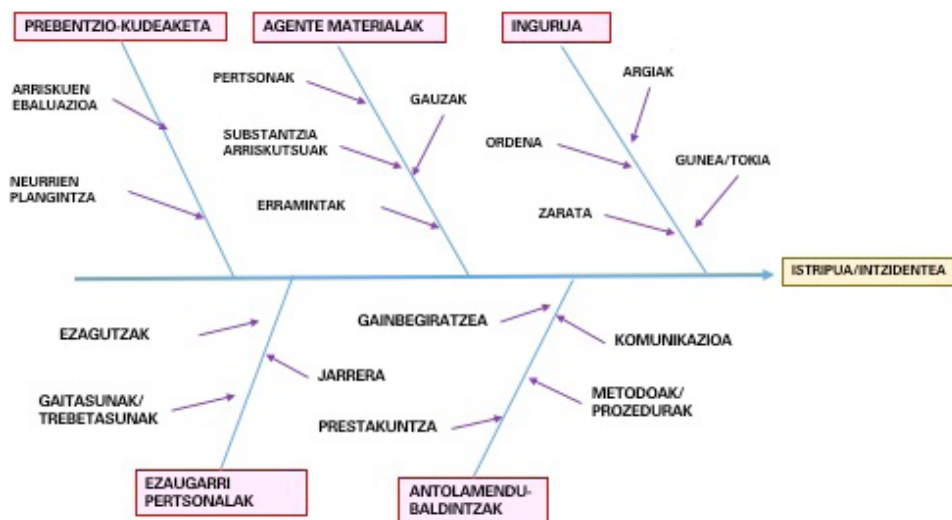 PREBENTZIO-KUDEAKETA
AGENTE MATERIALAK
INGURUA
ARRISKUEN
EBALUAZIOA
NEURRIEN
PLANGINTZA
PERTSONAK
GAUZAK
SUBSTANTZIA
ARRISKUTSUAK
ERRAMINTAK
ARGIAK
ORDENA
GUNEA/TOKIA
ZARATA
ISTRIPUA/INTZIDENTEA
EZAGUTZAK
JARRERA
GAITASUNAK/
TREBETASUNAK
GAINBEGIRATZEA
KOMUNIKAZIOA
METODOAK/
PROZEDURAK
PRESTAKUNTZA
EZAUGARRI
PERTSONALAK
ANTOLAMENDU-
BALDINTZAK